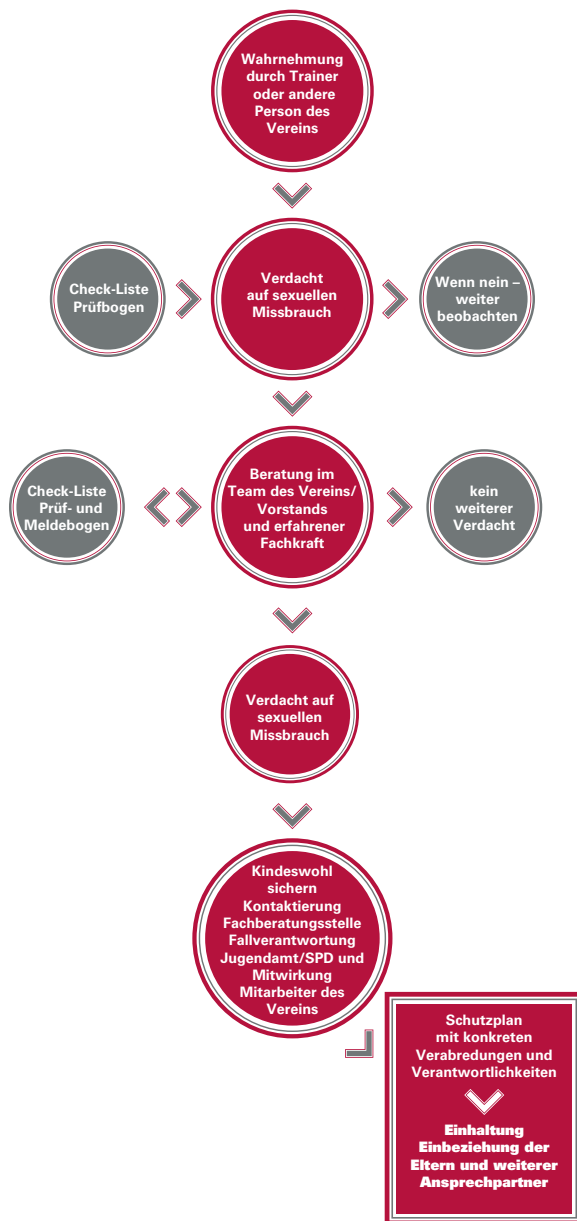 Wahrnehmung
durch Trainer
oder andere
Person des
Vereins
Check-Liste
Prüfbogen
Verdacht
auf sexuellen
Missbrauch
Wenn nein –
weiter
beobachten
Check-Liste
Prüf- und
Meldebogen
Beratung im
Team des Vereins/
Vorstands
und erfahrener
Fachkraft
kein
weiterer
Verdacht
Verdacht auf
sexuellen
Missbrauch
Kindeswohl
sichern
Kontaktierung
Fachberatungsstelle
Fallverantwortung
Jugendamt/SPD und
Mitwirkung
Mitarbeiter des
Vereins
Schutzplan
mit konkreten
Verabredungen und
Verantwortlichkeiten
Einhaltung
Einbeziehung der
Eltern und weiterer
Ansprechpartner